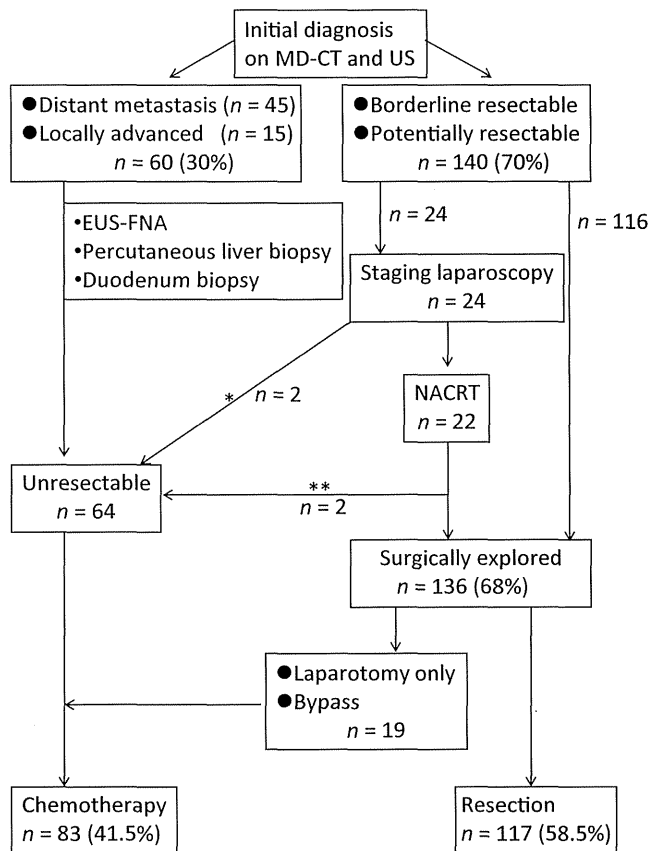 Initial diagnosis
on MD-CT and US
●Distant metastasis (n = 45)
●Locally advanced (n = 15)
n = 60 (30%)
●Borderline resectable
●Potentially resectable
n = 140 (70%)
•EUS-FNA
•Percutaneous liver biopsy
•Duodenum biopsy
n = 24
n = 116
Staging laparoscopy
n = 24
* n = 2
NACRT
n = 22
Unresectable
n = 64
**
n = 2
Surgically explored
n = 136 (68%)
●Laparotomy only
●Bypass
n = 19
Chemotherapy
n = 83 (41.5%)
Resection
n = 117 (58.5%)